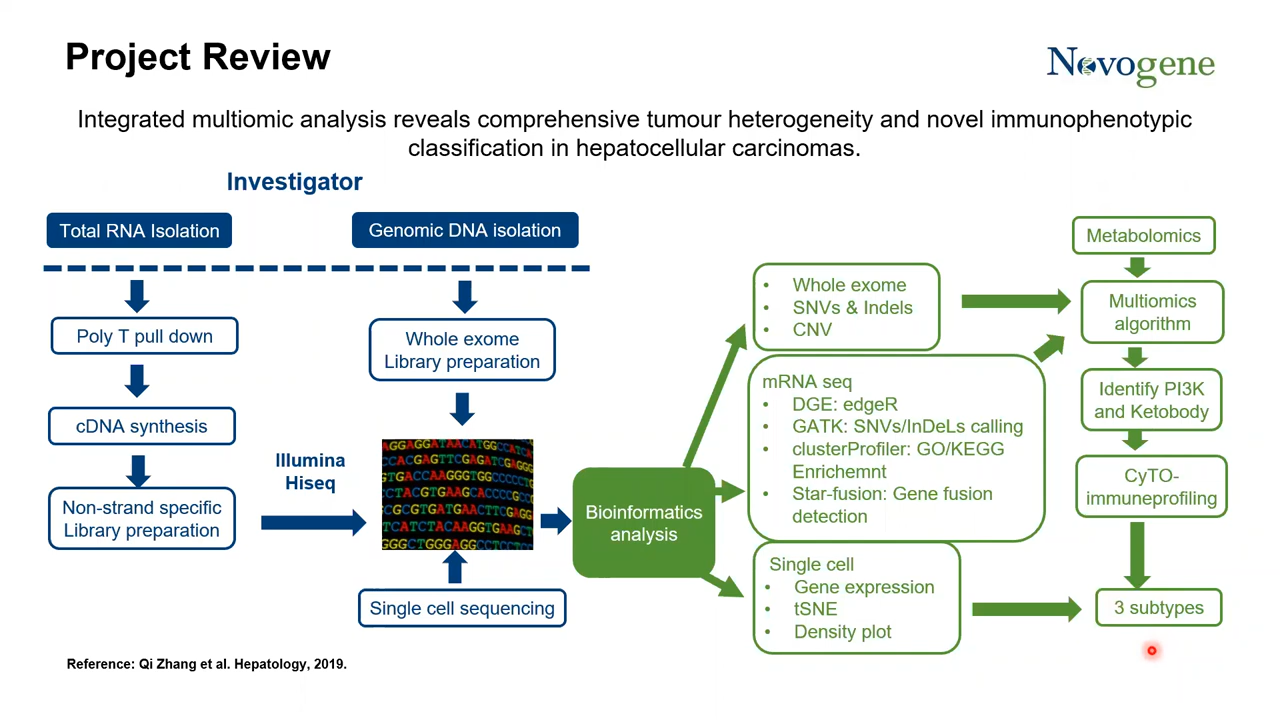 Project Review
Novogene
Integrated multiomic analysis reveals comprehensive tumour heterogeneity and novel immunophenotypic
classification in hepatocellular carcinomas.
Investigator
Total RNA Isolation
Genomic DNA isolation
Poly T pull down
Whole exome
Library preparation
cDNA synthesis
Illumina
Hiseq
Non-strand specific
Library preparation
Single cell sequencing
Bioinformatics
analysis
• Whole exome
• SNVs & Indels
• CNV
mRNA seq
• DGE: edgeR
• GATK: SNVs/InDeLs calling
• clusterProfiler: GO/KEGG
Enrichemnt
• Star-fusion: Gene fusion
detection
Single cell
• Gene expression
• tSNE
• Density plot
Metabolomics
Multiomics
algorithm
Identify PI3K
and Ketobody
CyTO-
immuneprofiling
3 subtypes
Reference: Qi Zhang et al. Hepatology, 2019.